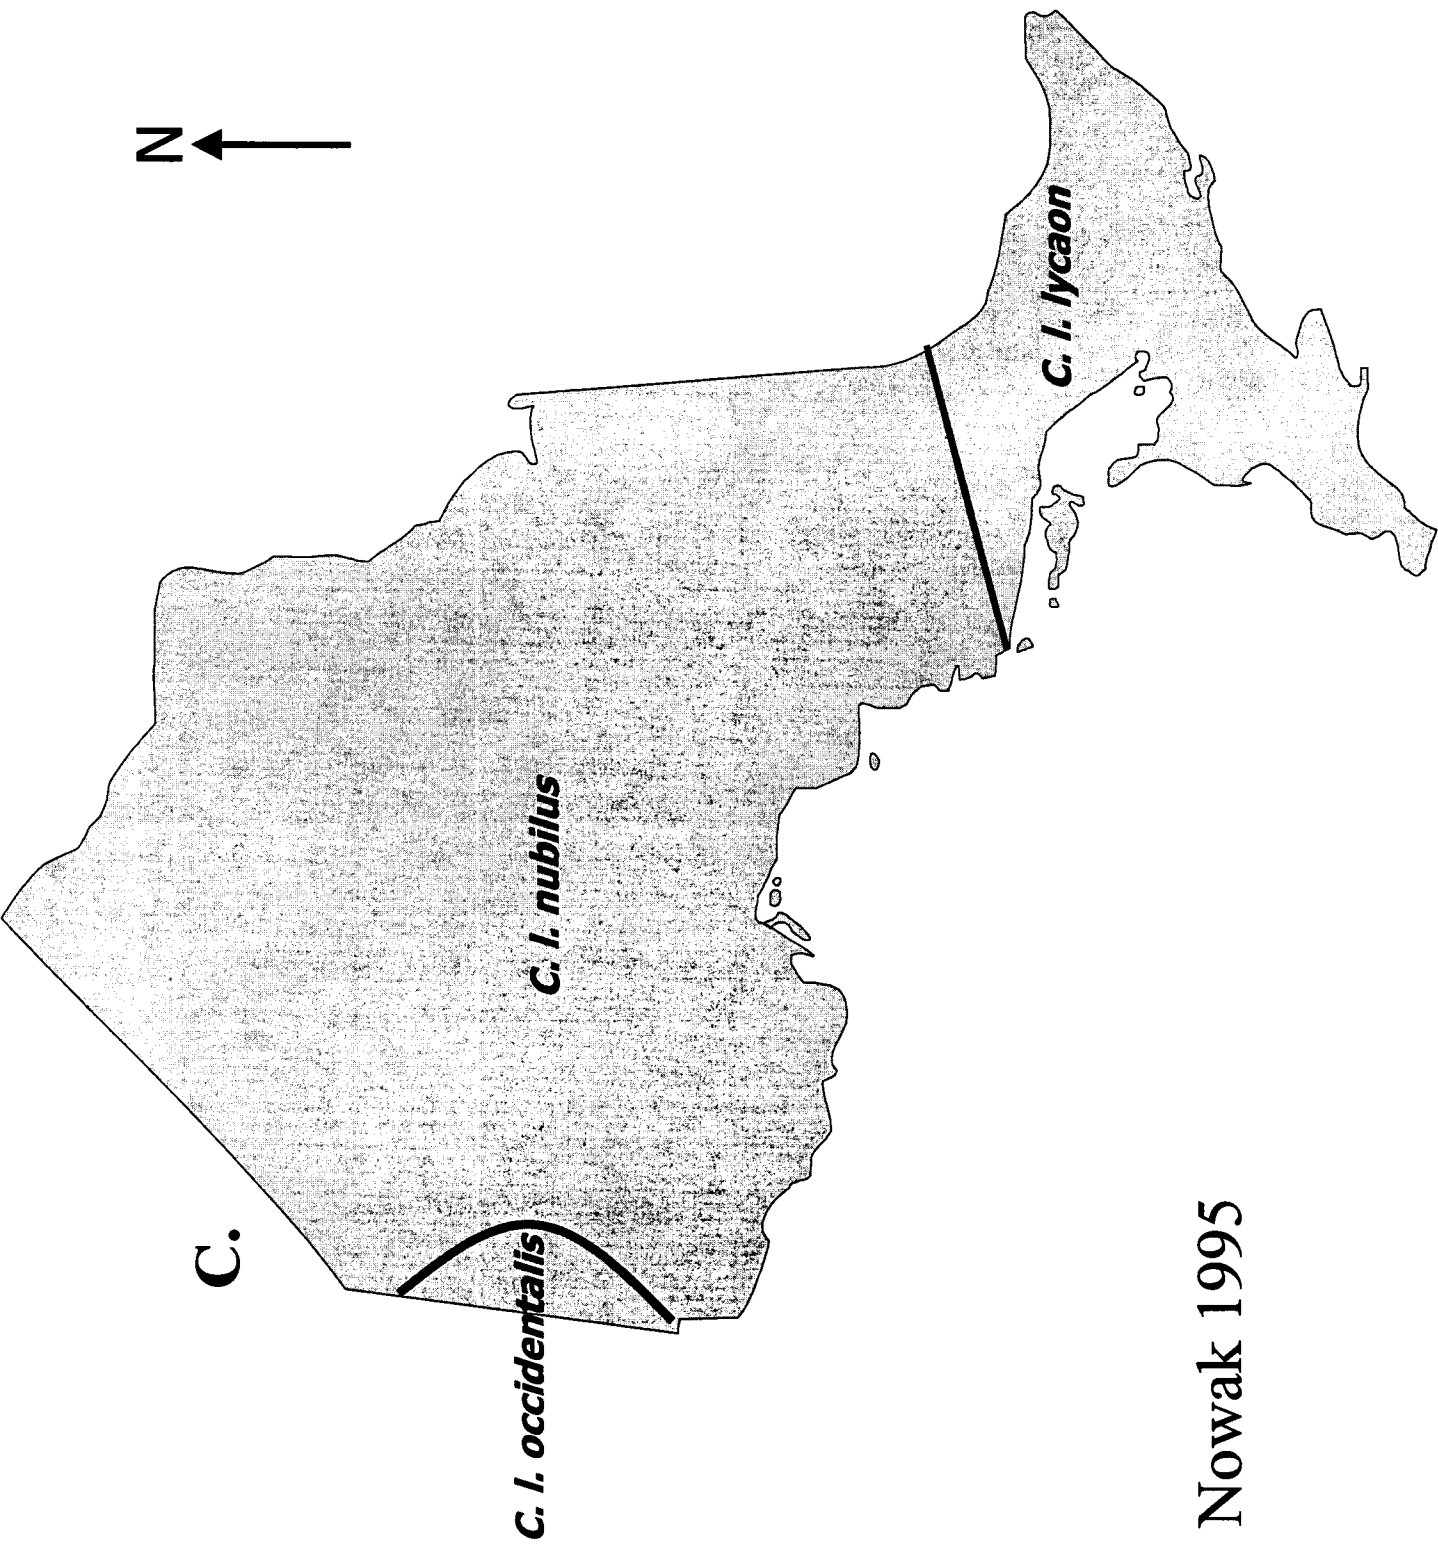 C.
N
C. l. occidentalis
C. l. nubilus
C. l. lycaon
Nowak 1995